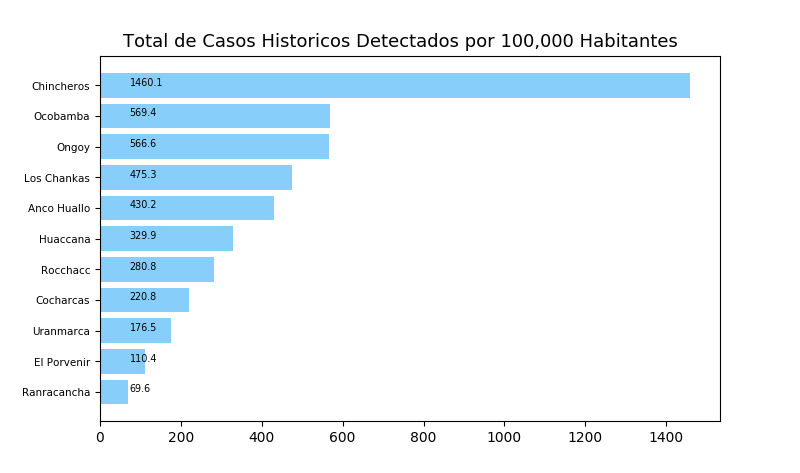 Total de Casos Historicos Detectados por 100,000 Habitantes
Chincheros 1460.1
Ocobamba 569.4
Ongoy 566.6
Los Chankas 475.3
Anco Huallo 430.2
Huaccana 329.9
Rocchacc 280.8
Cocharcas 220.8
Uranmarca 176.5
El Porvenir 110.4
Ranracancha 69.6
0 200 400 600 800 1000 1200 1400